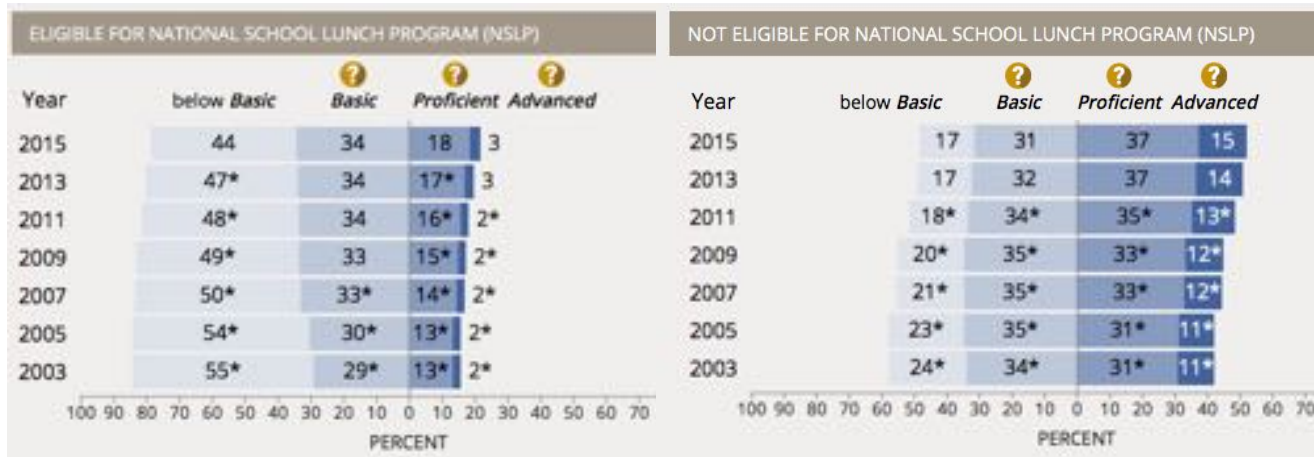 ELIGIBLE FOR NATIONAL SCHOOL LUNCH PROGRAM (NSLP)
? ? ?
Year below Basic Basic Proficient Advanced
2015 44 34 18 3
2013 47* 34 17* 3
2011 48* 34 16* 2*
2009 49* 33 15* 2*
2007 50* 33* 14* 2*
2005 54* 30* 13* 2*
2003 55* 29* 13* 2*
100 90 80 70 60 50 40 30 20 10 0 10 20 30 40 50 60 70
PERCENT
NOT ELIGIBLE FOR NATIONAL SCHOOL LUNCH PROGRAM (NSLP)
? ? ?
Year below Basic Basic Proficient Advanced
2015 17 31 37 15
2013 17 32 37 14
2011 18* 34* 35* 13*
2009 20* 35* 33* 12*
2007 21* 35* 33* 12*
2005 23* 35* 31* 11*
2003 24* 34* 31* 11*
100 90 80 70 60 50 40 30 20 10 0 10 20 30 40 50 60 70
PERCENT